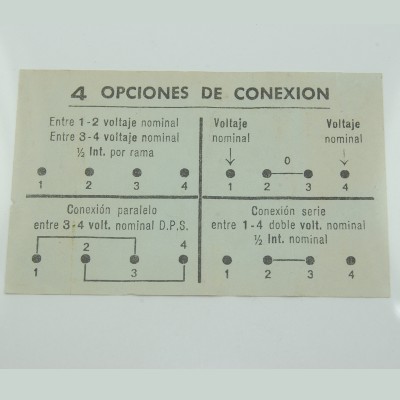 4 OPCIONES DE CONEXION
Entre 1-2 voltaje nominal
Entre 3-4 voltaje nominal
½ Int. por rama
1 2 3 4
Voltaje nominal
Voltaje nominal
0
1 2 3 4
Conexión paralelo
entre 3-4 volt. nominal D.P.S.
2 4
1 3
Conexión serie
entre 1-4 doble volt. nominal
½ Int. nominal
1 2 3 4